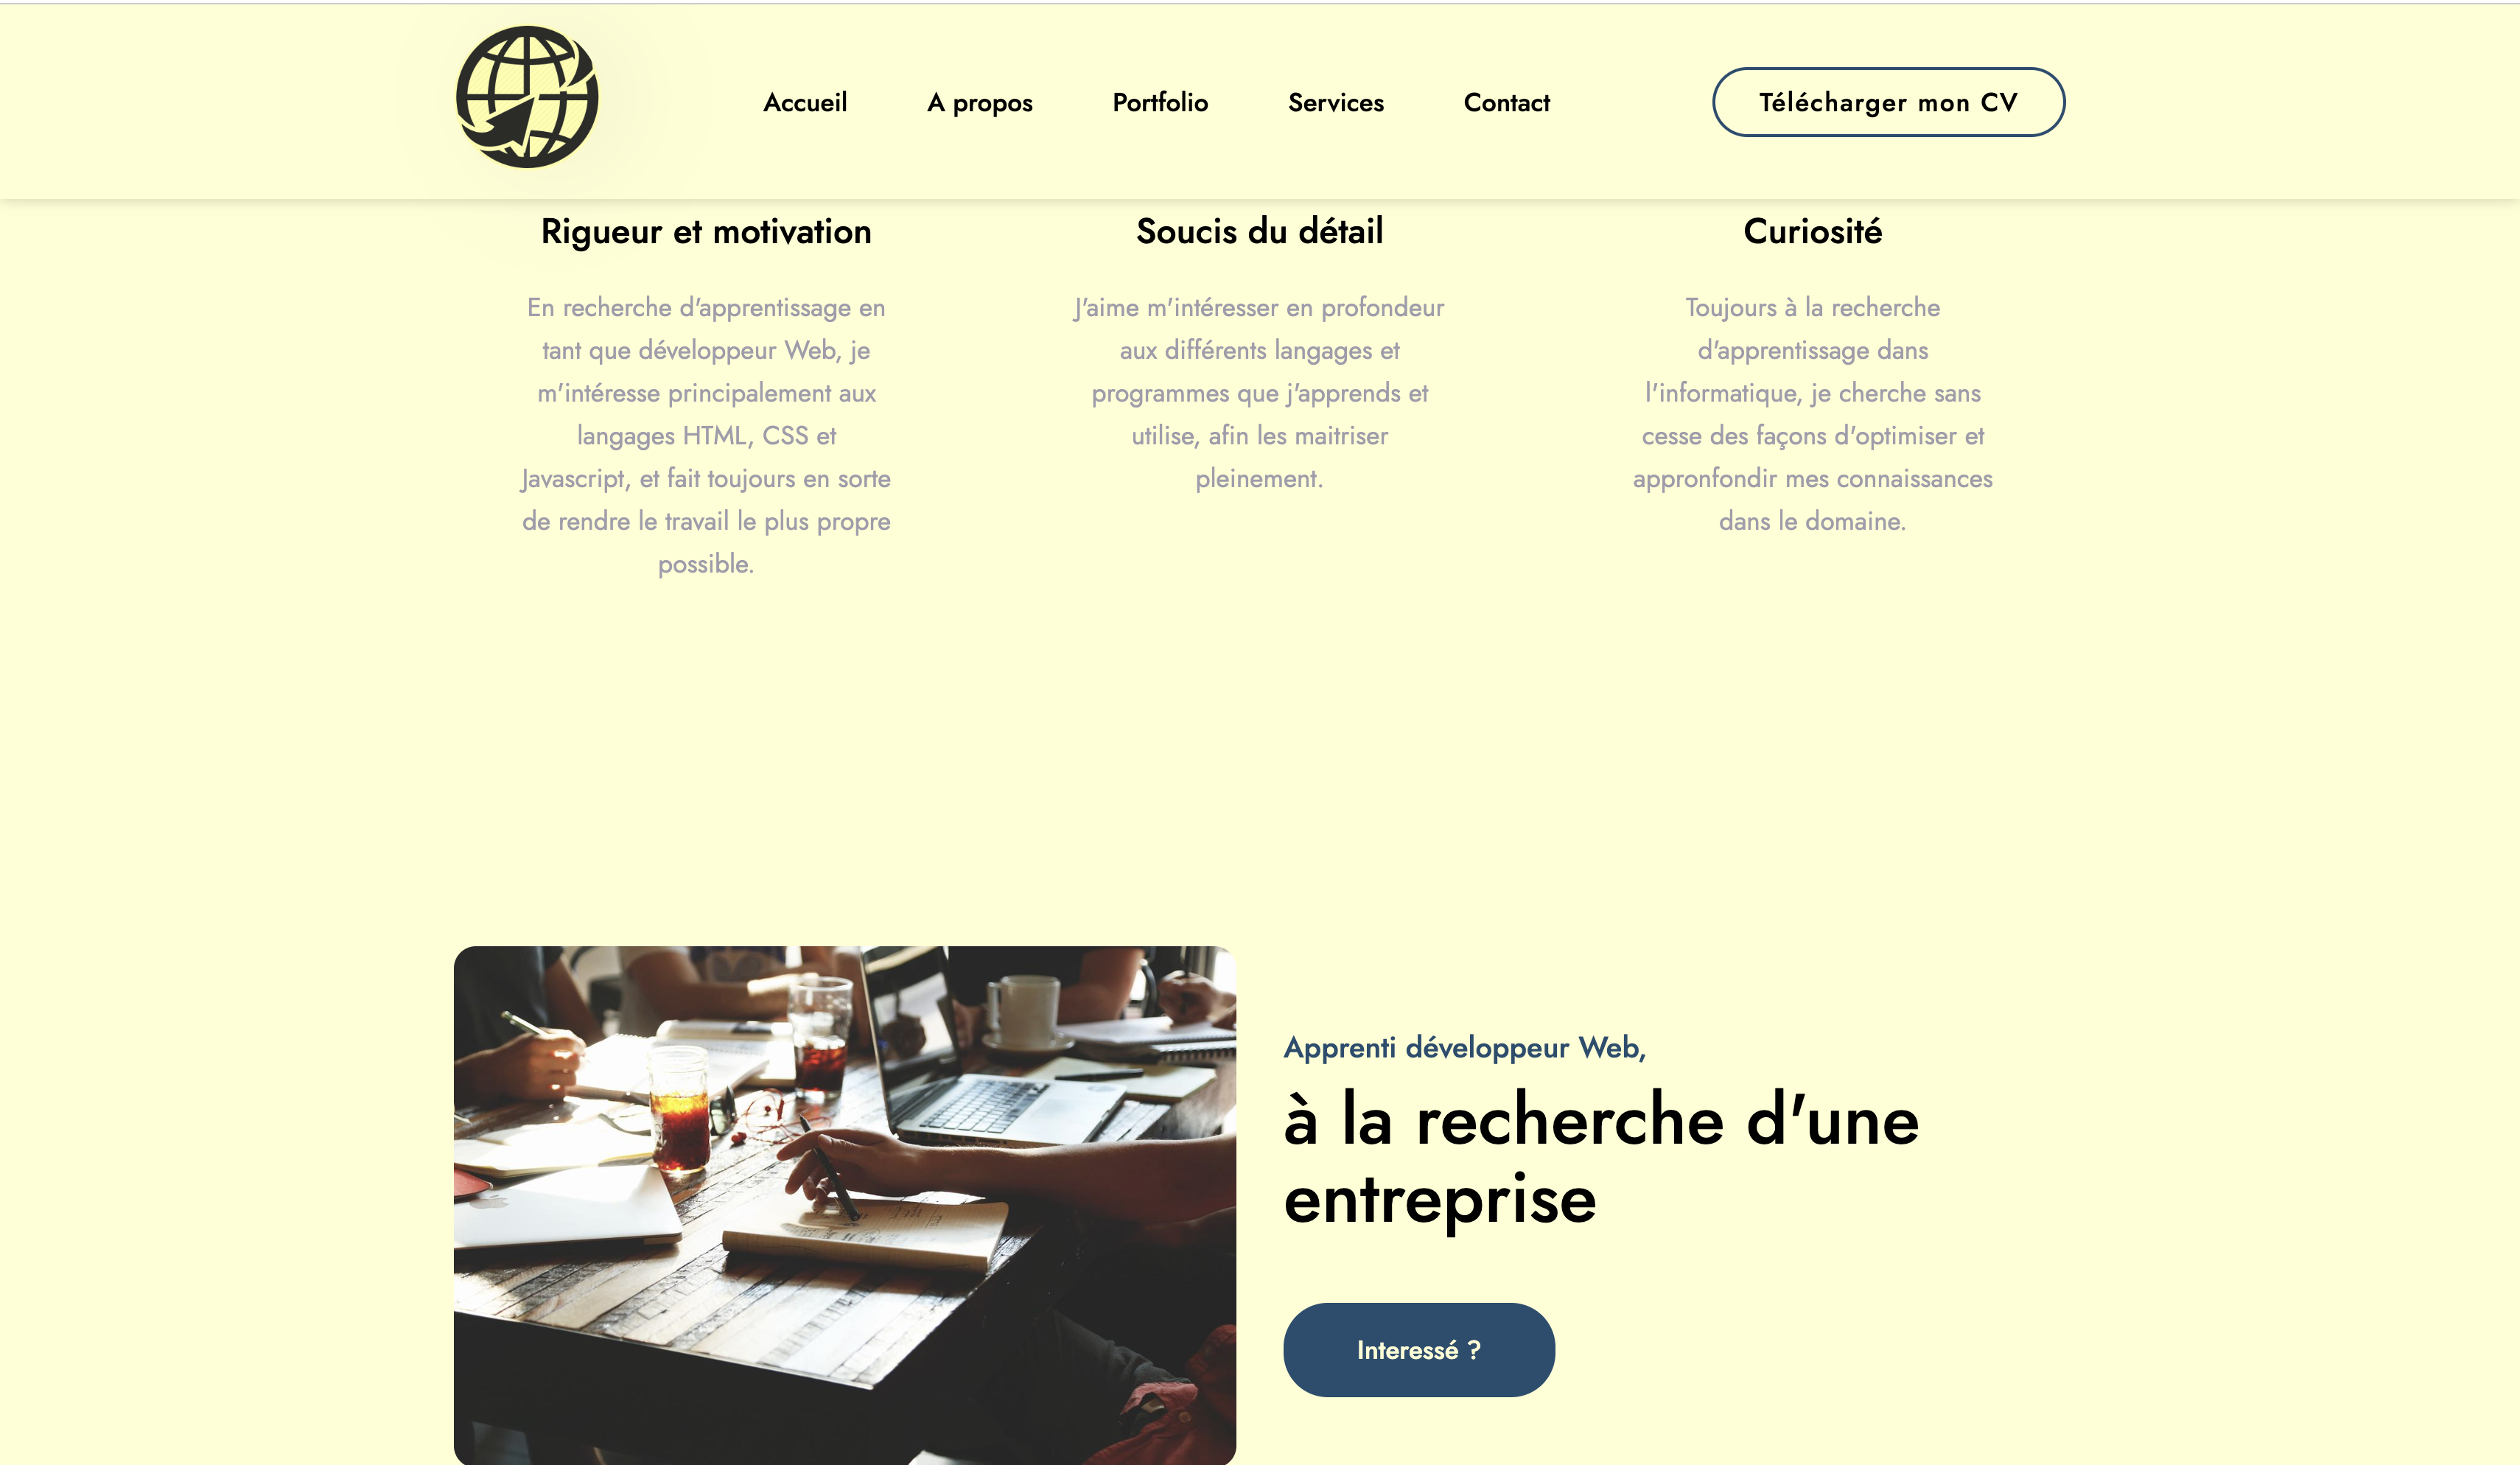 Accueil
A propos
Portfolio
Services
Contact
Télécharger mon CV
Rigueur et motivation
En recherche d'apprentissage en
tant que développeur Web, je
m'intéresse principalement aux
langages HTML, CSS et
Javascript, et fait toujours en sorte
de rendre le travail le plus propre
possible.
Soucis du détail
J'aime m'intéresser en profondeur
aux différents langages et
programmes que j'apprends et
utilise, afin les maitriser
pleinement.
Curiosité
Toujours à la recherche
d'apprentissage dans
l'informatique, je cherche sans
cesse des façons d'optimiser et
appronfondir mes connaissances
dans le domaine.
Apprenti développeur Web,
à la recherche d'une
entreprise
Interessé ?